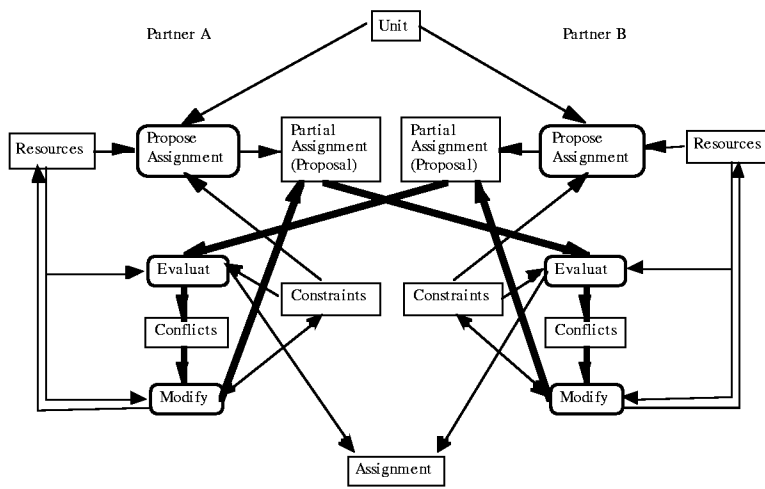 Unit
Partner A
Partner B
Resources
Propose
Assignment
Partial
Assignment
(Proposal)
Partial
Assignment
(Proposal)
Propose
Assignment
Resources
Evaluat
Evaluat
Constraints
Constraints
Conflicts
Conflicts
Modify
Modify
Assignment